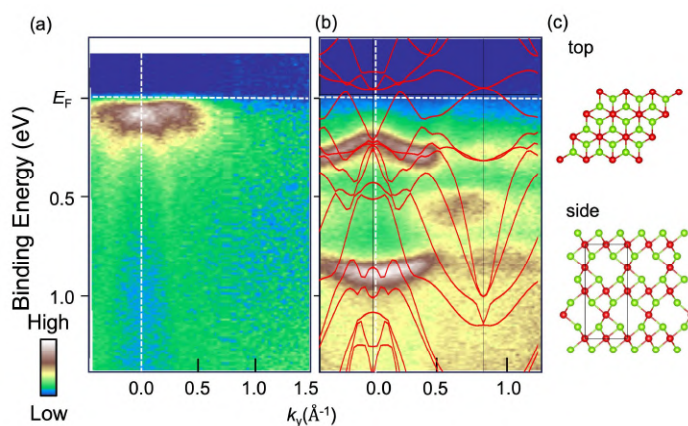 (a)
(b)
(c)
top
side
E_F
0.5
1.0
Binding Energy (eV)
High
Low
0.0
0.5
1.0
1.5
0.0
0.5
1.0
k_y(Å⁻¹)